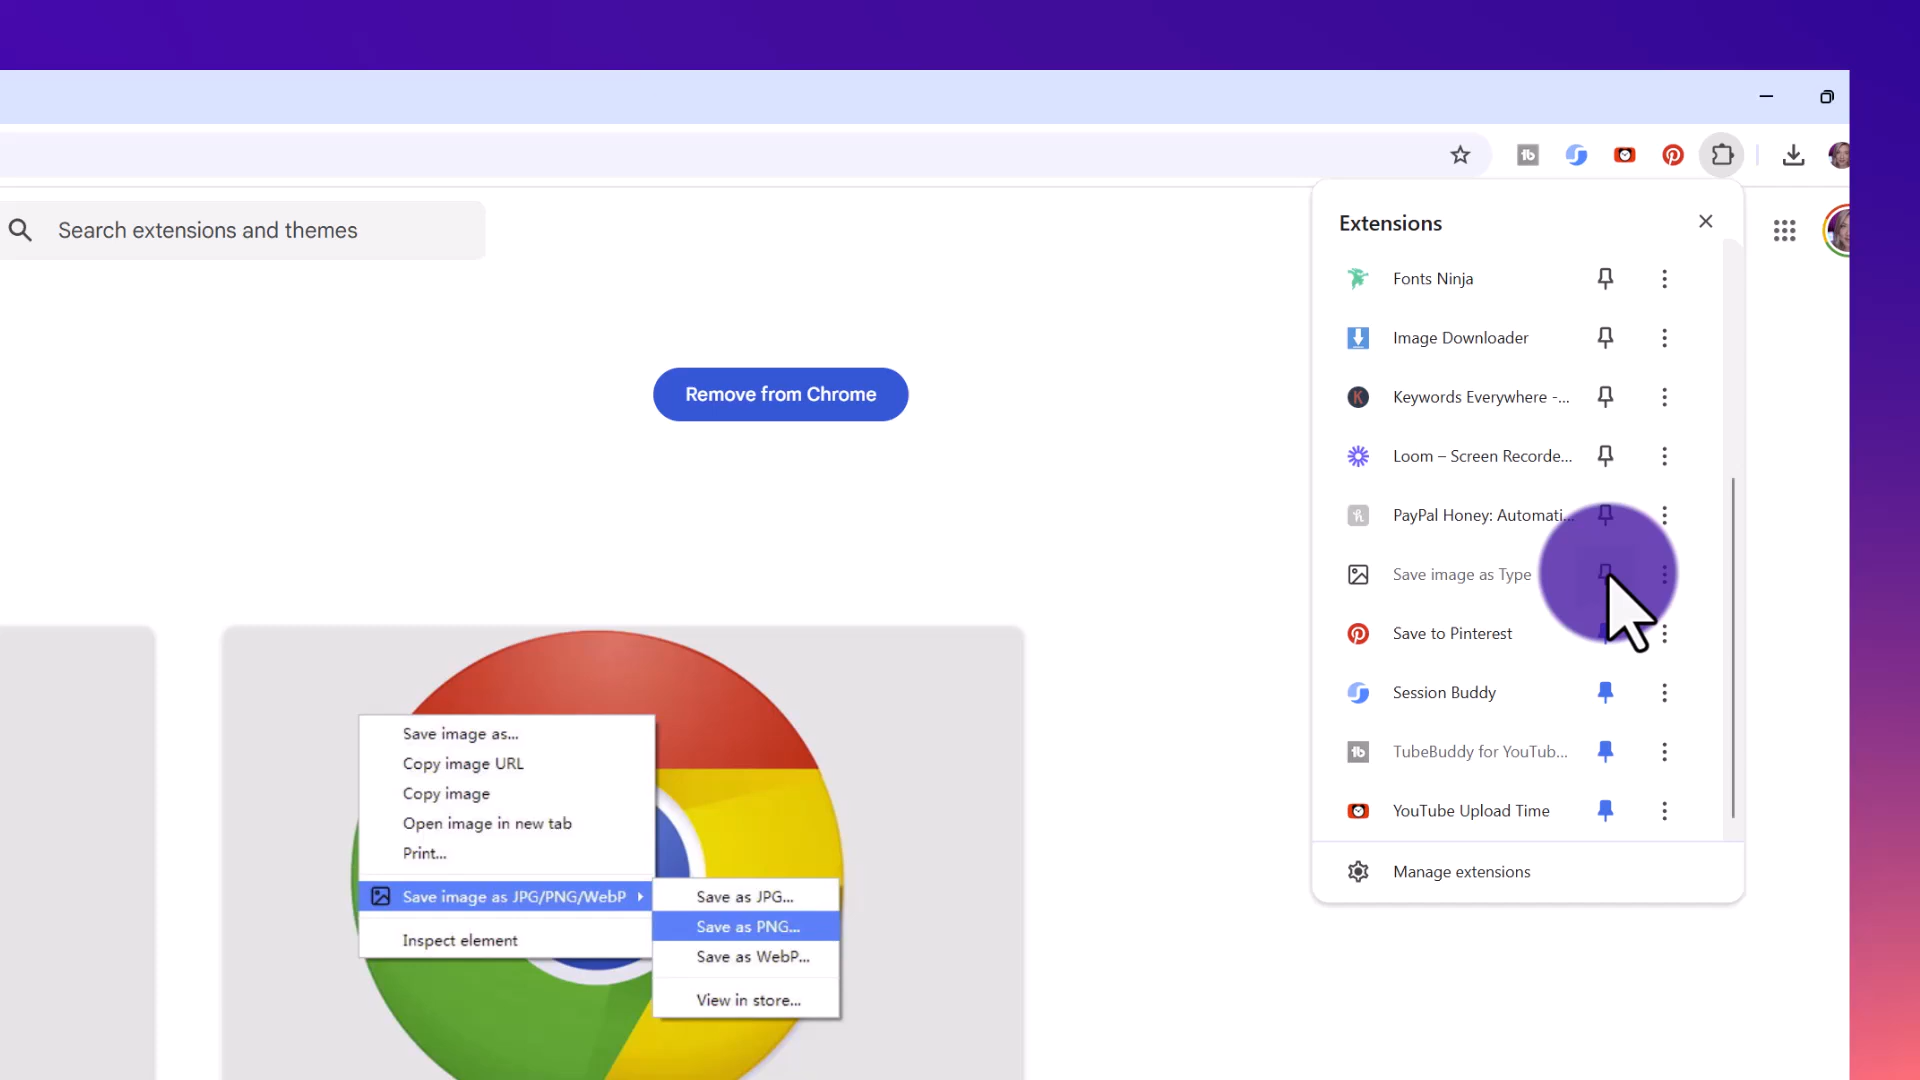 Search extensions and themes
Remove from Chrome
Extensions
Fonts Ninja
Image Downloader
Keywords Everywhere -...
Loom – Screen Recorde...
PayPal Honey: Automati...
Save image as Type
Save to Pinterest
Session Buddy
TubeBuddy for YouTub...
YouTube Upload Time
Manage extensions
Save image as...
Copy image URL
Copy image
Open image in new tab
Print...
Save image as JPG/PNG/WebP
Inspect element
Save as JPG...
Save as PNG...
Save as WebP...
View in store...